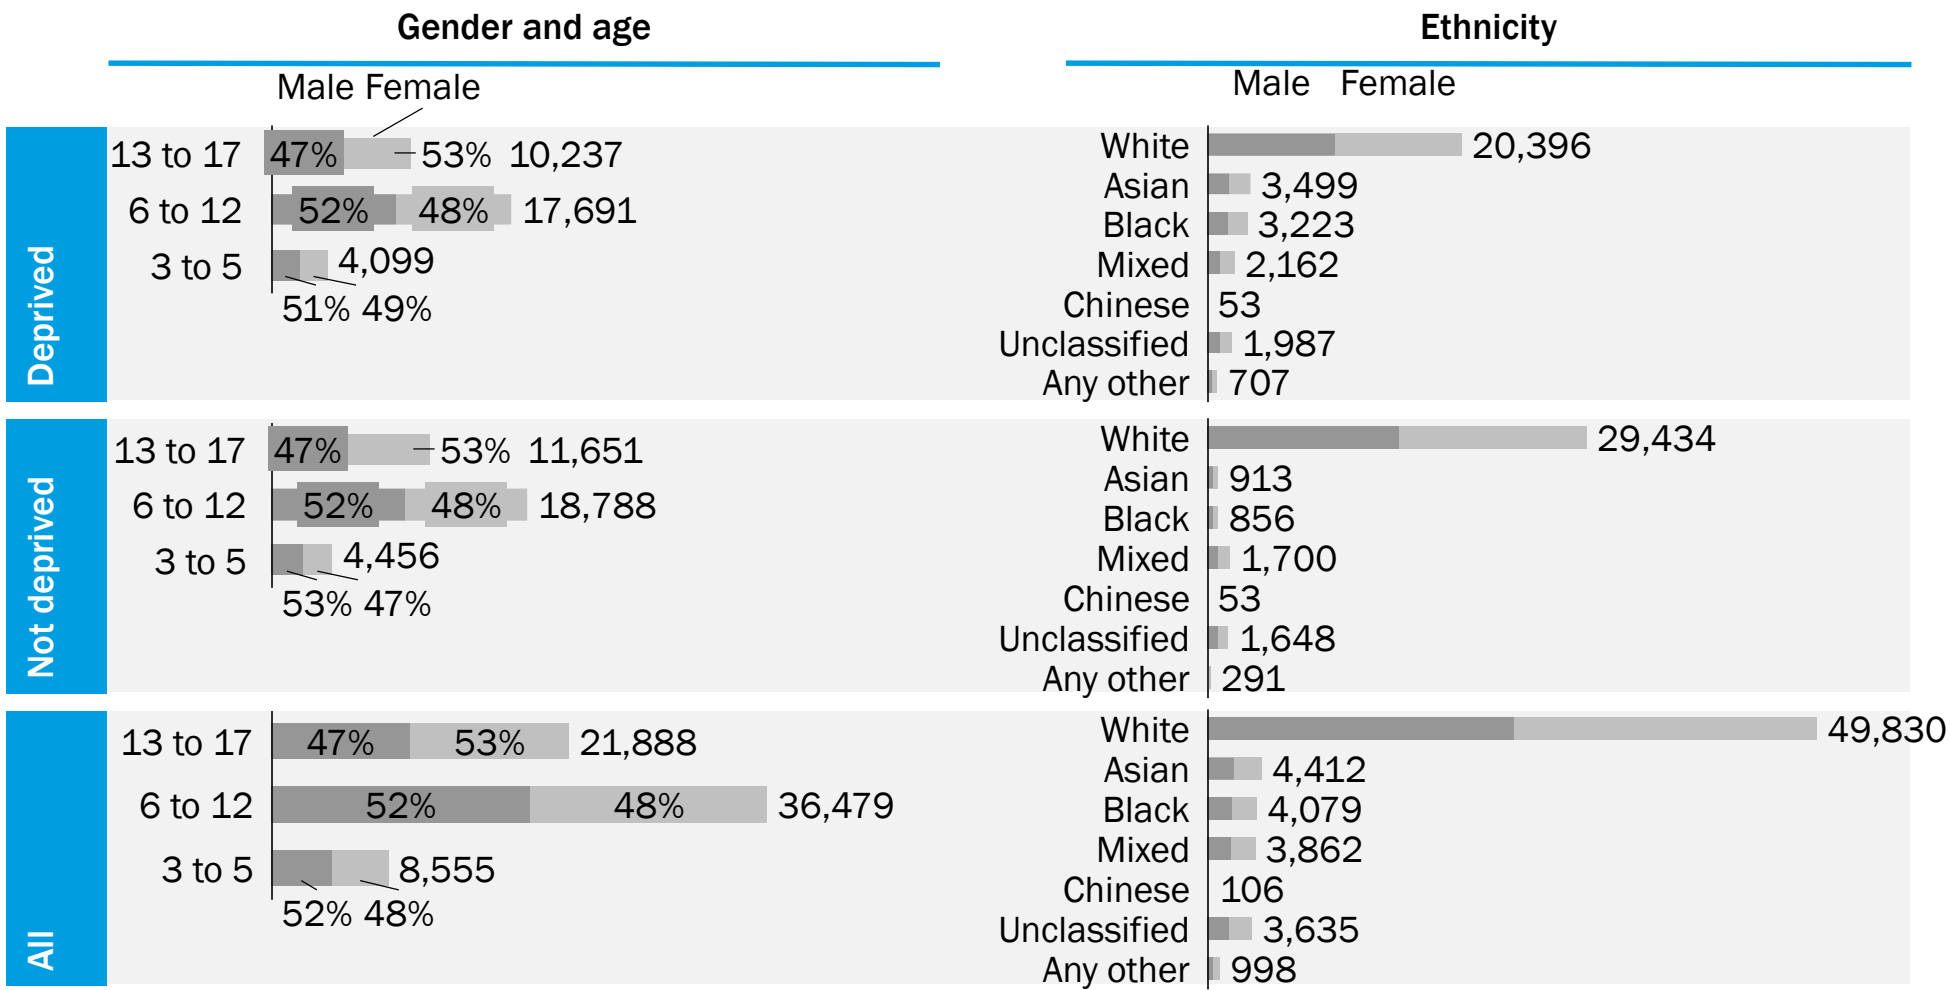 Gender and age
Ethnicity
Male Female
Male Female
Deprived
13 to 17 47% 53% 10,237
6 to 12 52% 48% 17,691
3 to 5 4,099
51% 49%
White 20,396
Asian 3,499
Black 3,223
Mixed 2,162
Chinese 53
Unclassified 1,987
Any other 707
Not deprived
13 to 17 47% 53% 11,651
6 to 12 52% 48% 18,788
3 to 5 4,456
53% 47%
White 29,434
Asian 913
Black 856
Mixed 1,700
Chinese 53
Unclassified 1,648
Any other 291
All
13 to 17 47% 53% 21,888
6 to 12 52% 48% 36,479
3 to 5 8,555
52% 48%
White 49,830
Asian 4,412
Black 4,079
Mixed 3,862
Chinese 106
Unclassified 3,635
Any other 998